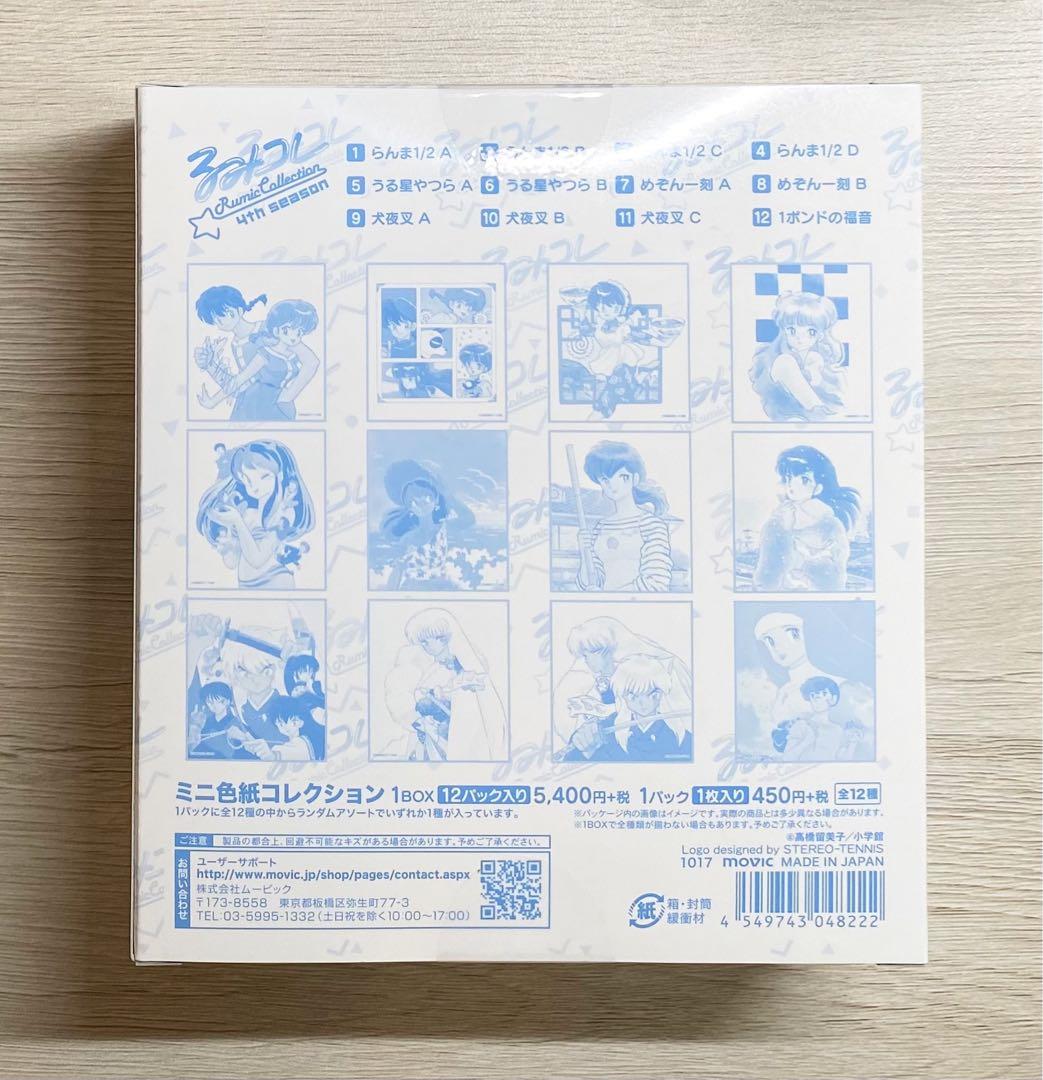 るみコレ
Rumic Collection
4th season
1 らんま1/2 A
らんま1/2 B
ま1/2 C
4 らんま1/2 D
5 うる星やつら A
6 うる星やつら B
7 めぞん一刻 A
8 めぞん一刻 B
9 犬夜叉 A
10 犬夜叉 B
11 犬夜叉 C
12 1ポンドの福音
ミニ色紙コレクション 1BOX 12パック入り 5,400円+税 1パック 1枚入り 450円+税 全12種
1パックに全12種の中からランダムアソートでいずれか1種が入っています。
※パッケージ内の画像はイメージです。実際の商品とは多少異なる場合があります。
※1BOXで全種類が揃わない場合もあります。予めご了承ください。
ご注意 製品の都合上、回避不可能なキズがある場合があります。予めご了承ください。
©高橋留美子/小学館
Logo designed by STEREO-TENNIS
1017 movic MADE IN JAPAN
お問い合わせ
ユーザーサポート
http://www.movic.jp/shop/pages/contact.aspx
株式会社ムービック
〒173-8558 東京都板橋区弥生町77-3
TEL:03-5995-1332(土日祝を除く10:00～17:00)
紙
箱・封筒
緩衝材
4 549743 048222